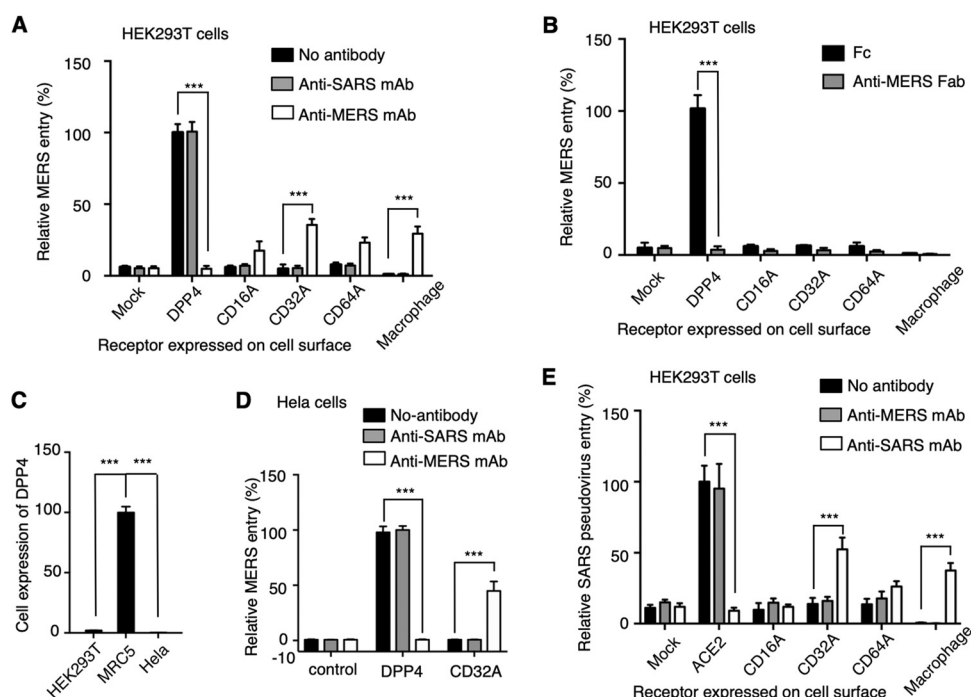 A
HEK293T cells
No antibody
Anti-SARS mAb
Anti-MERS mAb
Relative MERS entry (%)
150
100
50
0
***
***
***
Mock
DPP4
CD16A
CD32A
CD64A
Macrophage
Receptor expressed on cell surface
B
HEK293T cells
Fc
Anti-MERS Fab
Relative MERS entry (%)
150
100
50
0
***
Mock
DPP4
CD16A
CD32A
CD64A
Macrophage
Receptor expressed on cell surface
C
Cell expression of DPP4
100
50
0
***
***
HEK293T
MRC5
Hela
D
Hela cells
No-antibody
Anti-SARS mAb
Anti-MERS mAb
Relative MERS entry (%)
150
100
50
0
-10
***
***
control
DPP4
CD32A
E
HEK293T cells
No antibody
Anti-MERS mAb
Anti-SARS mAb
Relative SARS pseudovirus entry (%)
150
100
50
0
***
***
***
Mock
ACE2
CD16A
CD32A
CD64A
Macrophage
Receptor expressed on cell surface